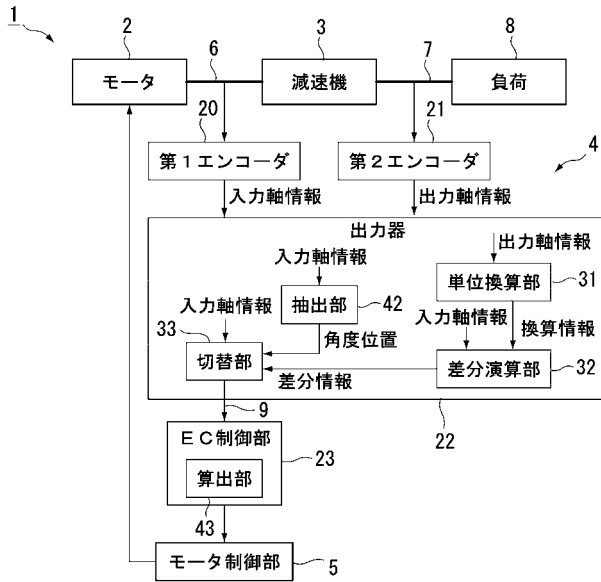 1
2
6
3
7
8
モータ
減速機
負荷
20
21
第1エンコーダ
第2エンコーダ
4
入力軸情報
出力軸情報
出力器
入力軸情報
出力軸情報
抽出部
42
単位換算部
31
入力軸情報
33
角度位置
入力軸情報
換算情報
切替部
差分情報
差分演算部
32
9
22
EC制御部
23
算出部
43
モータ制御部
5